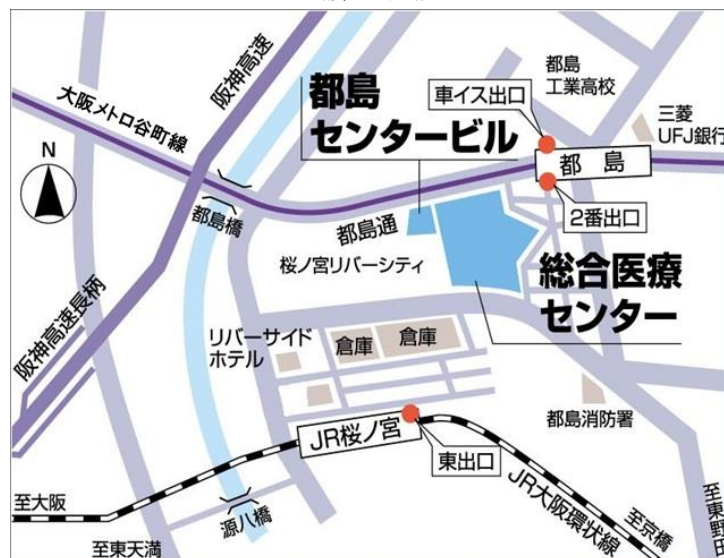 阪神高速
大阪メトロ谷町線
都島
センタービル
車イス出口
都島
工業高校
三菱
UFJ銀行
N
都 島
2番出口
都島橋
都島通
桜ノ宮リバーシティ
総合医療
センター
阪神高速長柄
リバーサイド
ホテル
倉庫
倉庫
都島消防署
JR桜ノ宮
東出口
JR大阪環状線
至大阪
源八橋
至東天満
至京橋